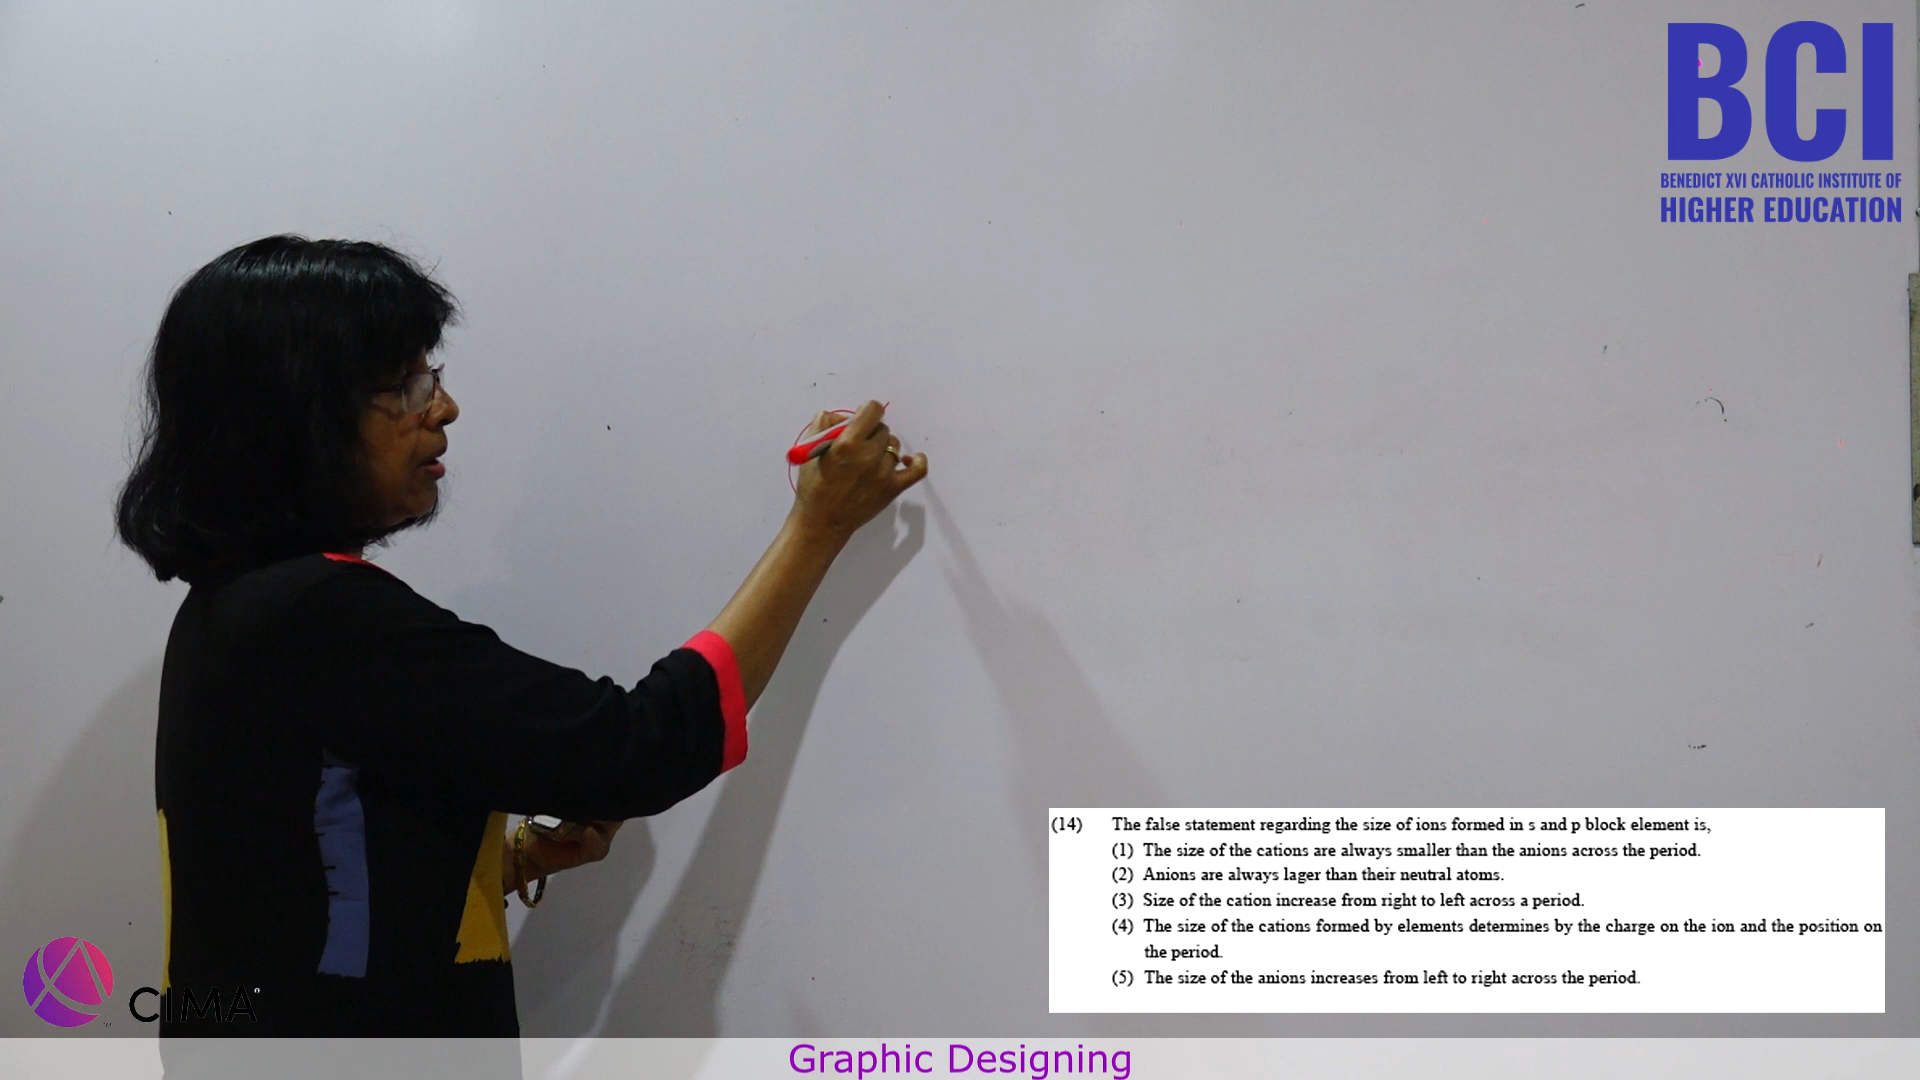 BCI
BENEDICT XVI CATHOLIC INSTITUTE OF
HIGHER EDUCATION
(14) The false statement regarding the size of ions formed in s and p block element is,
(1) The size of the cations are always smaller than the anions across the period.
(2) Anions are always lager than their neutral atoms.
(3) Size of the cation increase from right to left across a period.
(4) The size of the cations formed by elements determines by the charge on the ion and the position on
the period.
(5) The size of the anions increases from left to right across the period.
CIMA
Graphic Designing